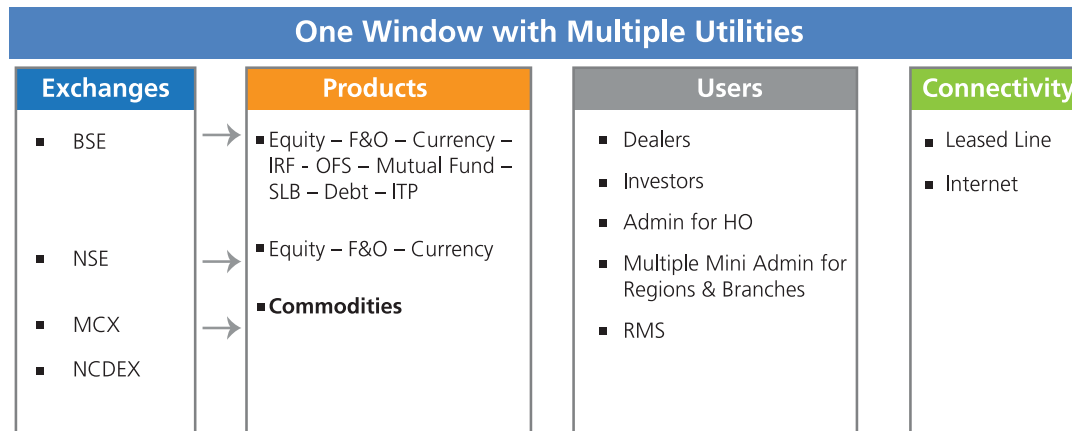 One Window with Multiple Utilities
Exchanges
BSE
NSE
MCX
NCDEX
Products
Equity – F&O – Currency –
IRF - OFS – Mutual Fund –
SLB – Debt – ITP
Equity – F&O – Currency
Commodities
Users
Dealers
Investors
Admin for HO
Multiple Mini Admin for
Regions & Branches
RMS
Connectivity
Leased Line
Internet